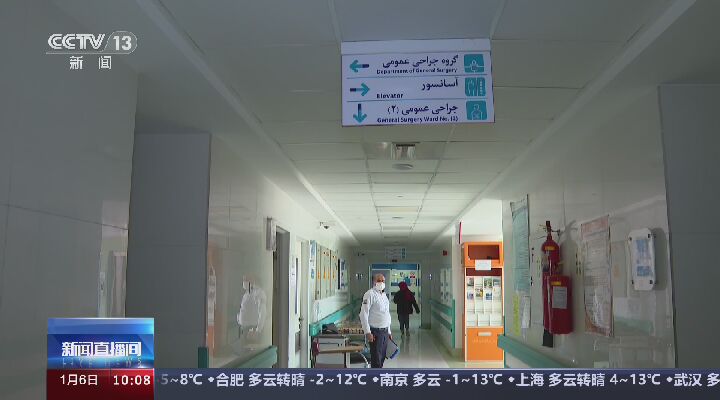 CCTV 13
新闻
گروه جراحی عمومی
Department of General Surgery
آسانسور
Elevator
جراحی عمومی (۲)
General Surgery Ward No. (2)
新闻直播间
1月6日 10:08
-5~8℃ •合肥 多云转晴 -2~12℃ •南京 多云 -1~13℃ •上海 多云转晴 4~13℃ •武汉 多